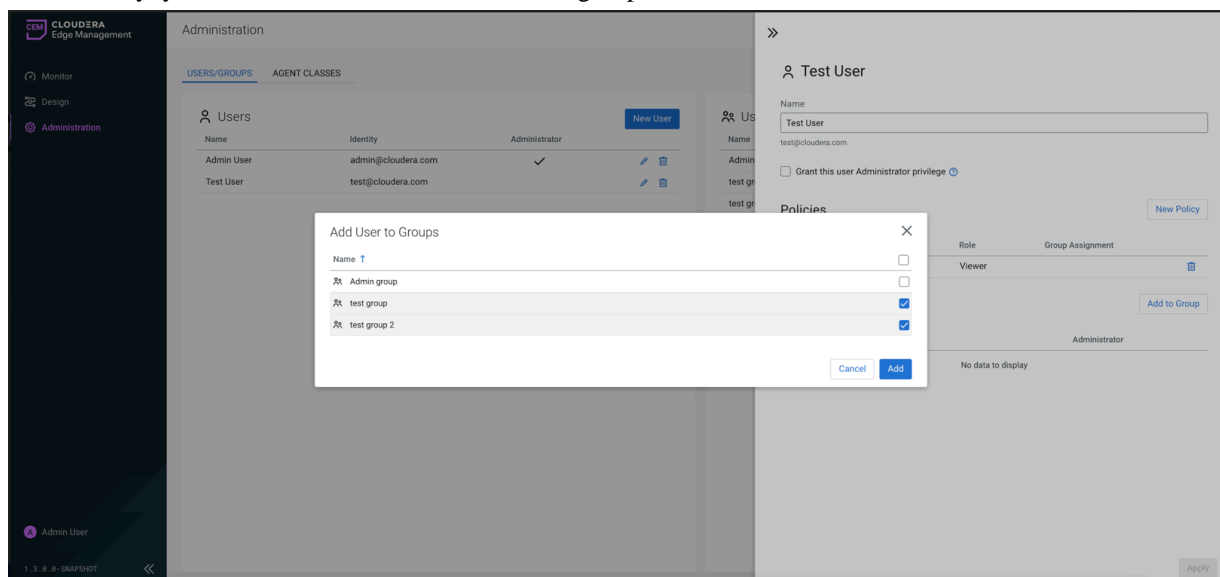 CEM CLOUDERA
Edge Management
Monitor
Design
Administration
A Admin User
1.3.0.0-SNAPSHOT
Administration
USERS/GROUPS AGENT CLASSES
Users
New User
Name Identity Administrator
Admin User admin@cloudera.com
Test User test@cloudera.com
Us
Name
Admin
test gr
test gr
Test User
Name
Test User
test@cloudera.com
Grant this user Administrator privilege
Policies
New Policy
Role Group Assignment
Viewer
Add to Group
Administrator
No data to display
Apply
Add User to Groups
Name
Admin group
test group
test group 2
Cancel Add